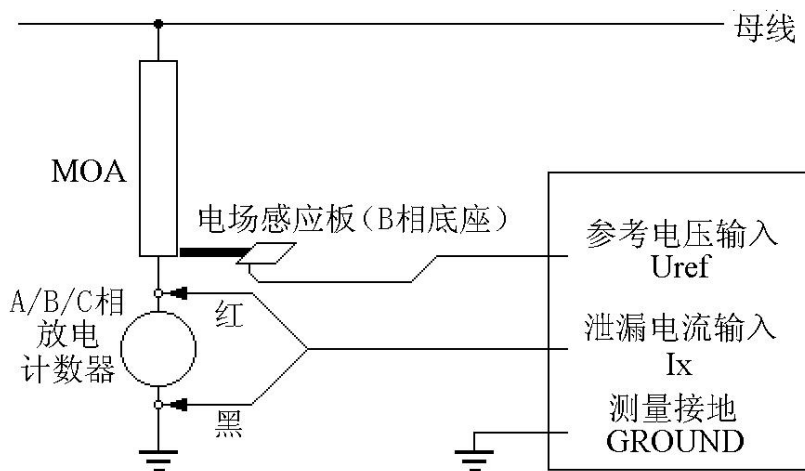 母线
MOA
电场感应板（B相底座）
参考电压输入
Uref
A/B/C相
放电
计数器
红
泄漏电流输入
Ix
黑
测量接地
GROUND